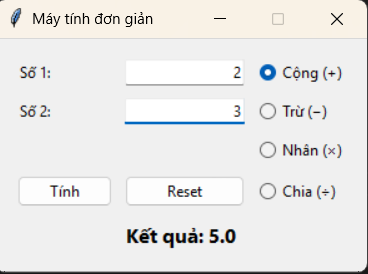 Máy tính đơn giản
Số 1: 2 Cộng (+)
Số 2: 3 Trừ (−)
Nhân (×)
Tính Reset Chia (÷)
Kết quả: 5.0